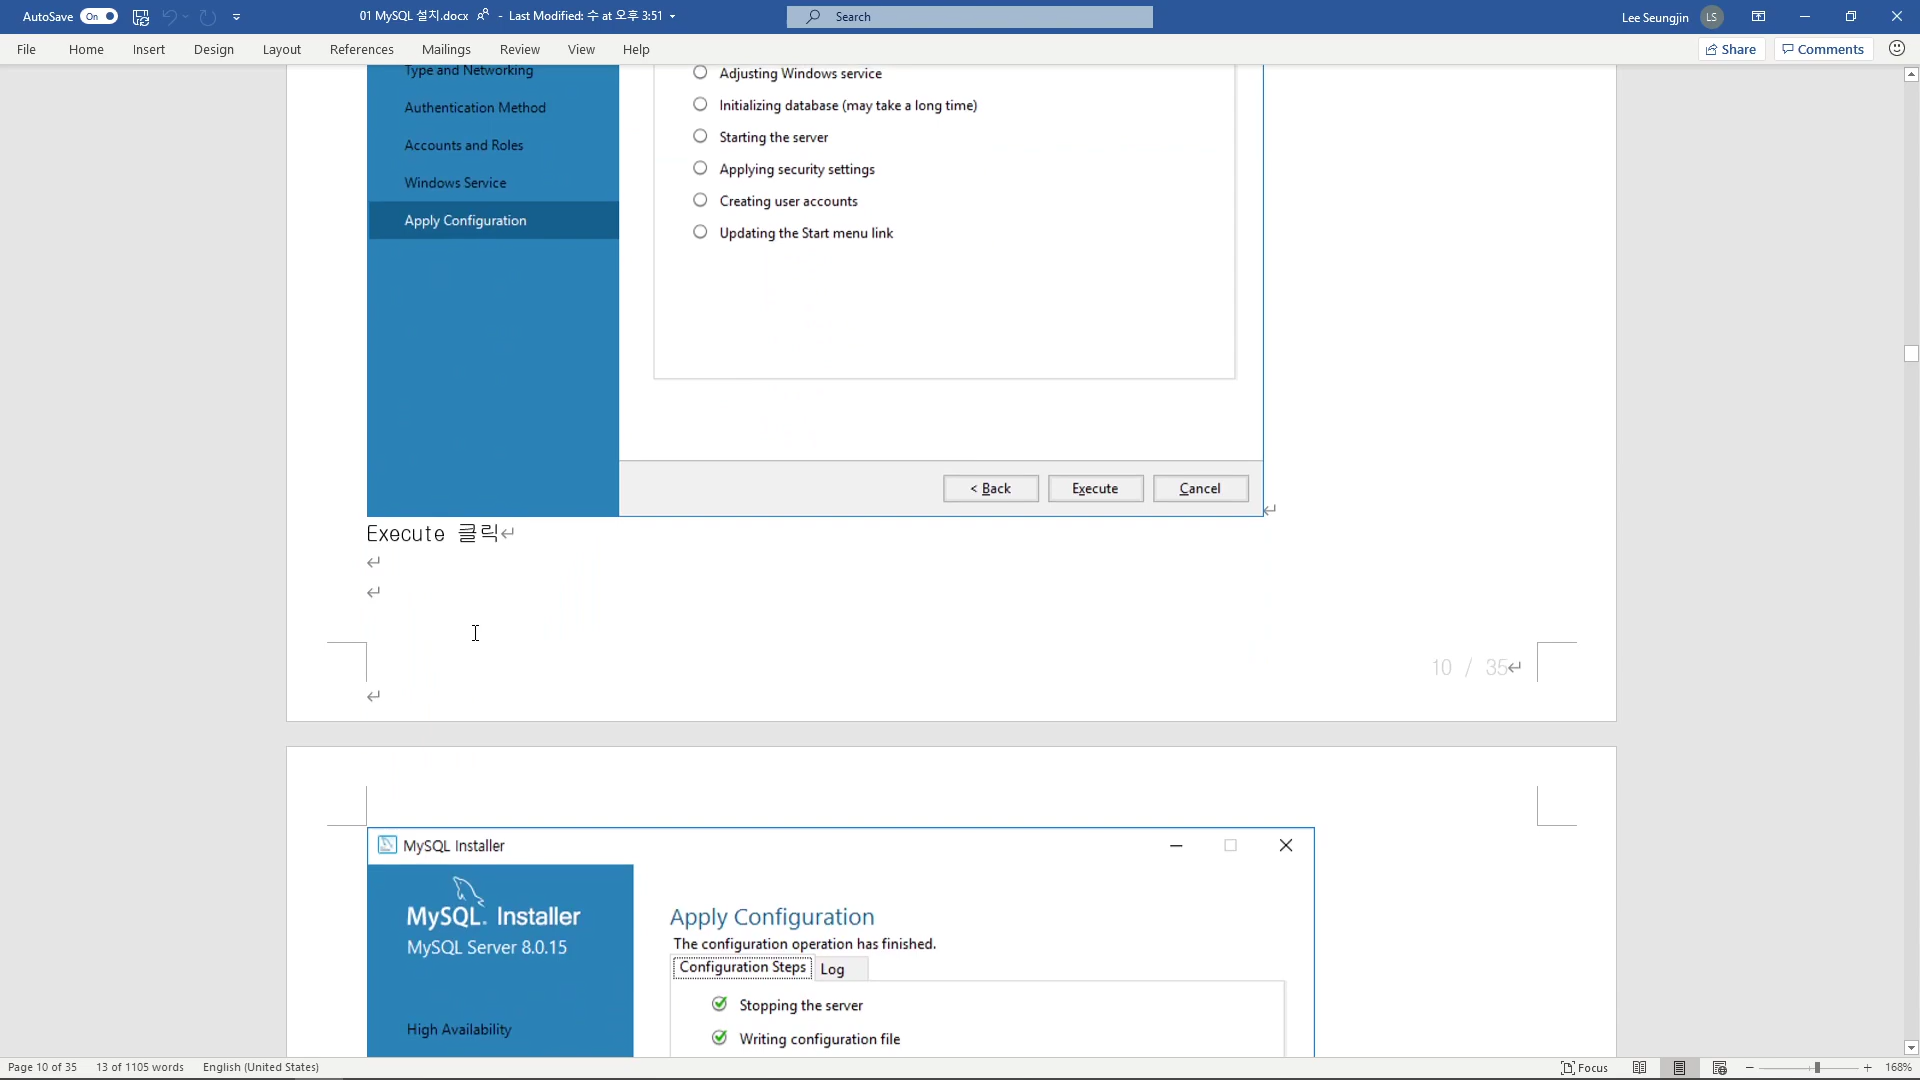 AutoSave On 01 MySQL 설치.docx - Last Modified: 수 at 오후 3:51 Search Lee Seungjin LS
File Home Insert Design Layout References Mailings Review View Help Share Comments
Type and Networking
Authentication Method
Accounts and Roles
Windows Service
Apply Configuration
Adjusting Windows service
Initializing database (may take a long time)
Starting the server
Applying security settings
Creating user accounts
Updating the Start menu link
< Back Execute Cancel
Execute 클릭
10 / 35
MySQL Installer
MySQL. Installer
MySQL Server 8.0.15
High Availability
Apply Configuration
The configuration operation has finished.
Configuration Steps Log
Stopping the server
Writing configuration file
Page 10 of 35 13 of 1105 words English (United States) Focus 168%